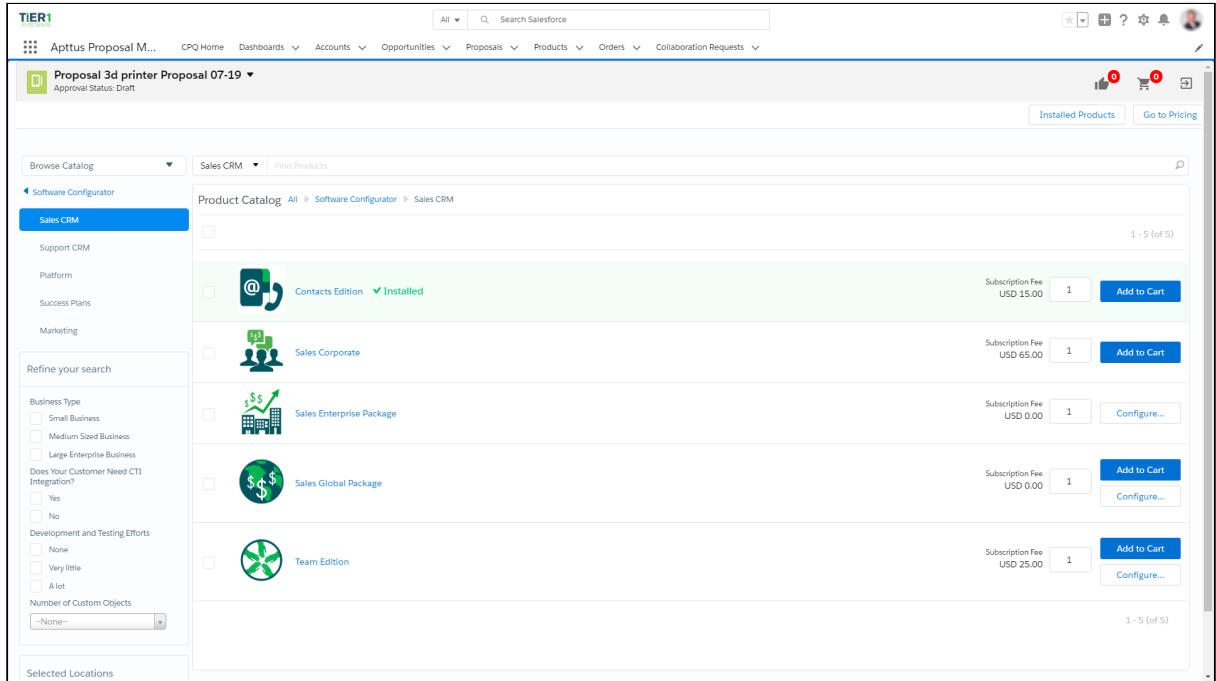 TIER1
SYSTEMS
All
Search Salesforce
Apttus Proposal M...
CPQ Home
Dashboards
Accounts
Opportunities
Proposals
Products
Orders
Collaboration Requests
Proposal 3d printer Proposal 07-19
Approval Status: Draft
0
0
Installed Products
Go to Pricing
Browse Catalog
Sales CRM
Find Products
Software Configurator
Sales CRM
Support CRM
Platform
Success Plans
Marketing
Refine your search
Business Type
Small Business
Medium Sized Business
Large Enterprise Business
Does Your Customer Need CTI
Integration?
Yes
No
Development and Testing Efforts
None
Very little
A lot
Number of Custom Objects
--None--
Selected Locations
Product Catalog All Software Configurator Sales CRM
1 - 5 (of 5)
@
Contacts Edition Installed
Subscription Fee
USD 15.00
1
Add to Cart
$$$
Sales Corporate
Subscription Fee
USD 65.00
1
Add to Cart
$$$
Sales Enterprise Package
Subscription Fee
USD 0.00
1
Configure...
$$$
Sales Global Package
Subscription Fee
USD 0.00
1
Add to Cart
Configure...
Team Edition
Subscription Fee
USD 25.00
1
Add to Cart
Configure...
1 - 5 (of 5)